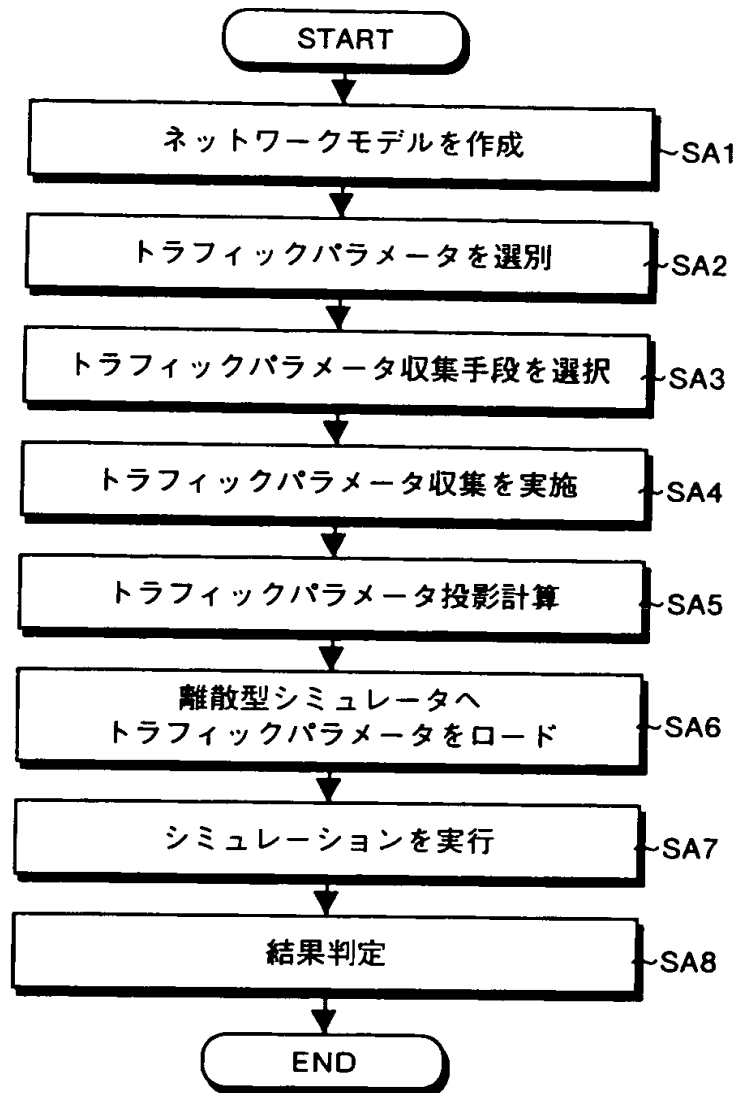 START
ネットワークモデルを作成
SA1
トラフィックパラメータを選別
SA2
トラフィックパラメータ収集手段を選択
SA3
トラフィックパラメータ収集を実施
SA4
トラフィックパラメータ投影計算
SA5
離散型シミュレータへ
トラフィックパラメータをロード
SA6
シミュレーションを実行
SA7
結果判定
SA8
END